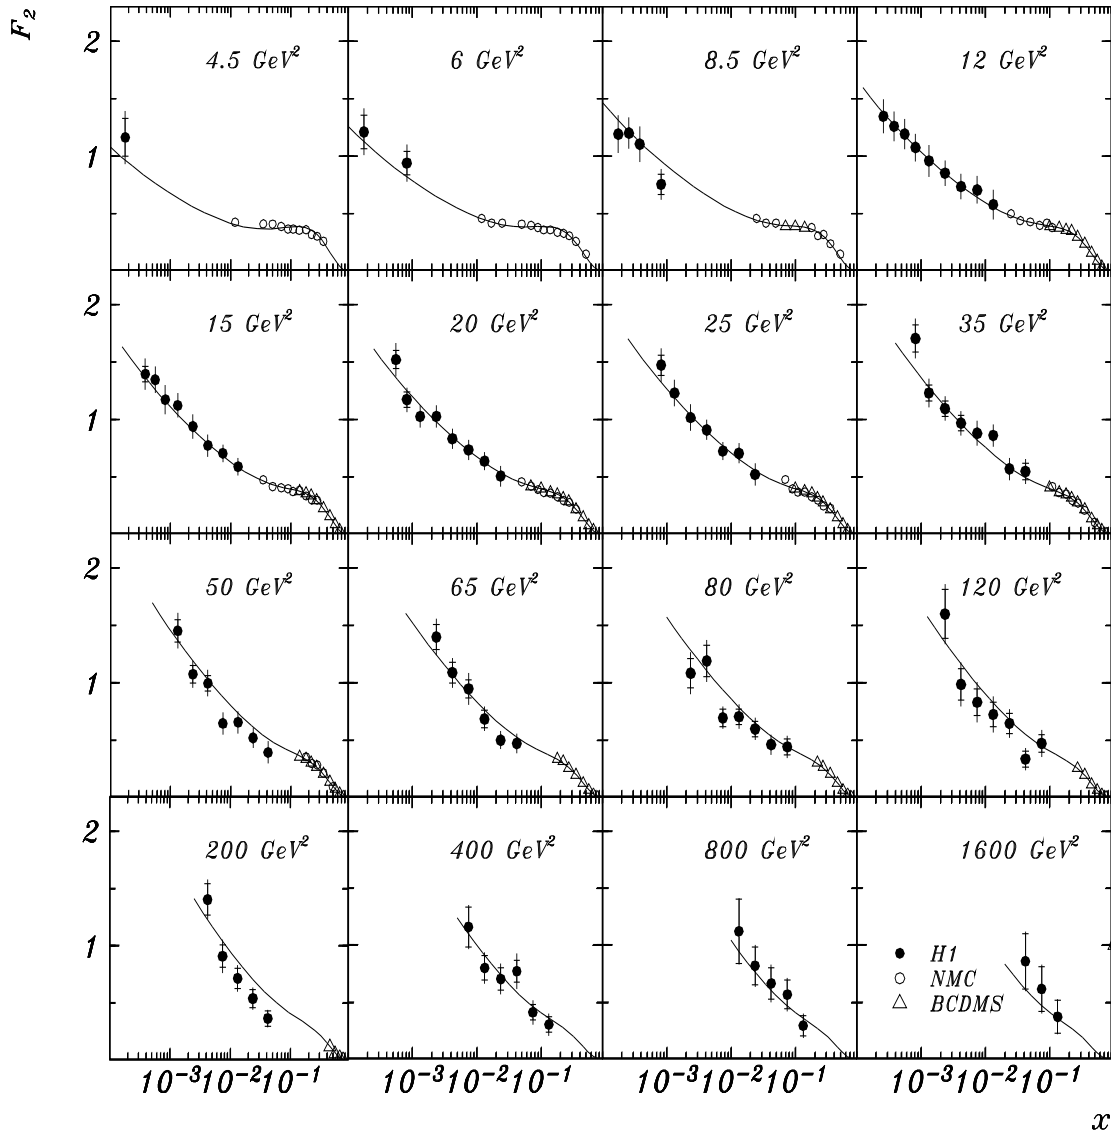 F₂
2 4.5 GeV² 6 GeV² 8.5 GeV² 12 GeV²
1
2 15 GeV² 20 GeV² 25 GeV² 35 GeV²
1
2 50 GeV² 65 GeV² 80 GeV² 120 GeV²
1
2 200 GeV² 400 GeV² 800 GeV² 1600 GeV²
1
H1
NMC
BCDMS
10⁻³ 10⁻² 10⁻¹ 10⁻³ 10⁻² 10⁻¹ 10⁻³ 10⁻² 10⁻¹ 10⁻³ 10⁻² 10⁻¹
x